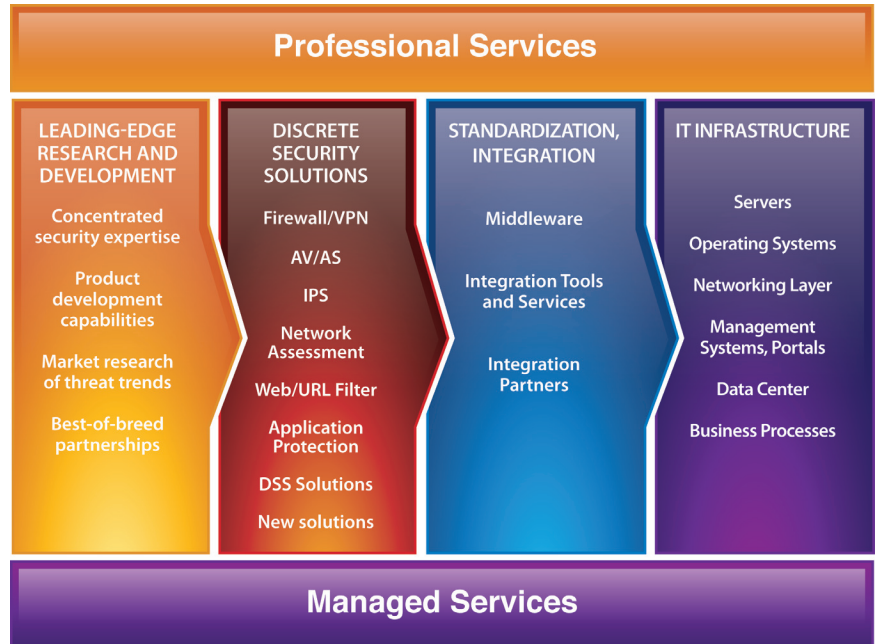 Professional Services
LEADING-EDGE
RESEARCH AND
DEVELOPMENT
Concentrated
security expertise
Product
development
capabilities
Market research
of threat trends
Best-of-breed
partnerships
DISCRETE
SECURITY
SOLUTIONS
Firewall/VPN
AV/AS
IPS
Network
Assessment
Web/URL Filter
Application
Protection
DSS Solutions
New solutions
STANDARDIZATION,
INTEGRATION
Middleware
Integration Tools
and Services
Integration
Partners
IT INFRASTRUCTURE
Servers
Operating Systems
Networking Layer
Management
Systems, Portals
Data Center
Business Processes
Managed Services